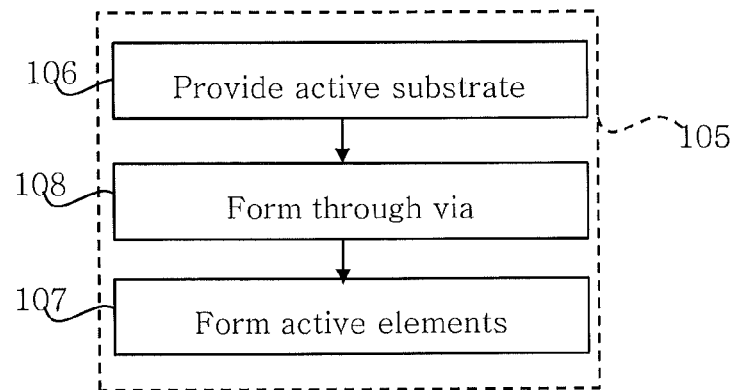 106
Provide active substrate
105
108
Form through via
107
Form active elements